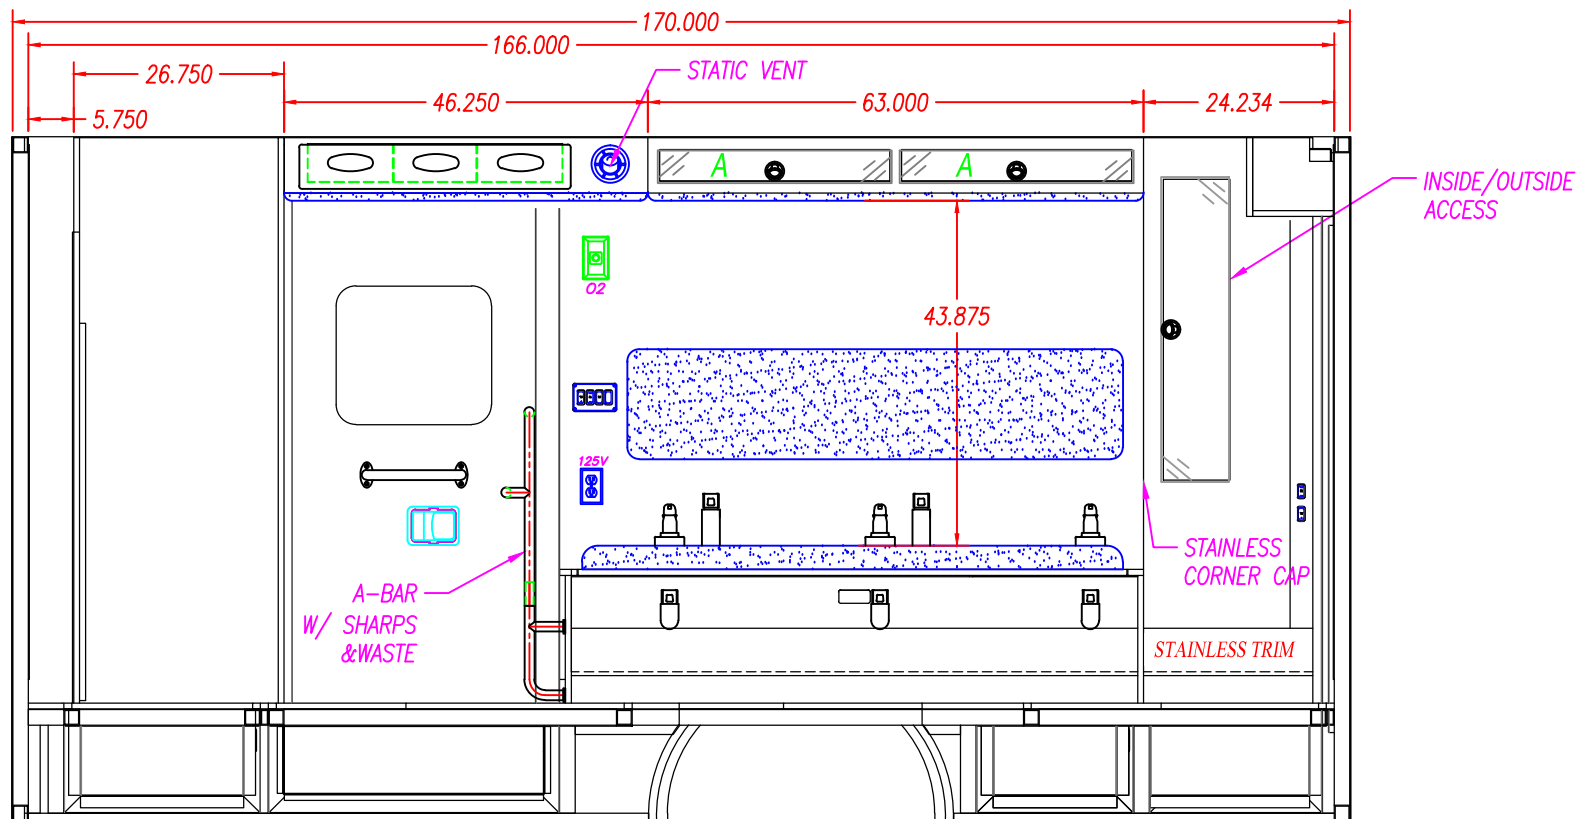 170.000
166.000
26.750
STATIC VENT
46.250
63.000
24.234
5.750
A
A
INSIDE/OUTSIDE
ACCESS
O2
43.875
125V
STAINLESS
CORNER CAP
A-BAR
W/ SHARPS
&WASTE
STAINLESS TRIM